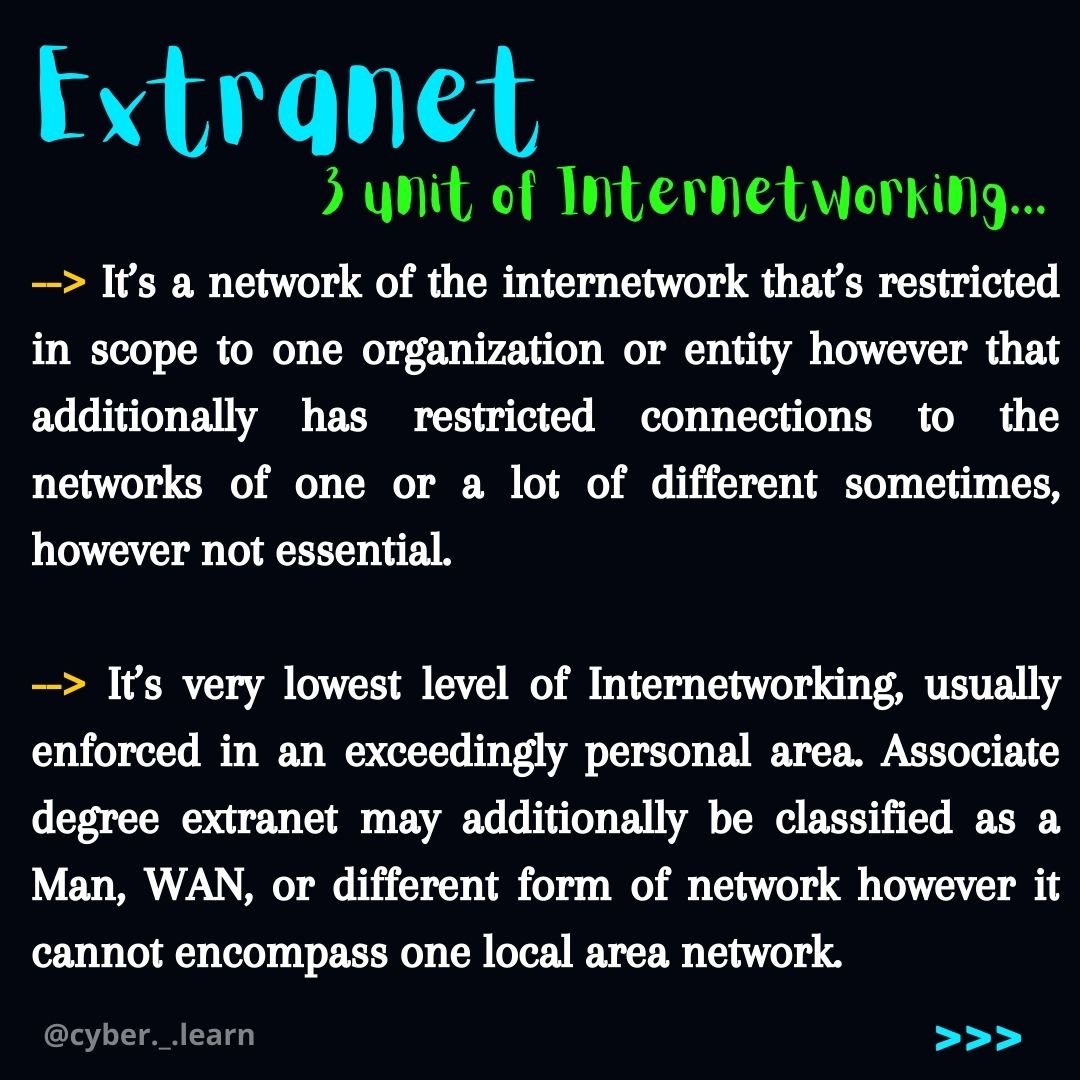 Extranet
3 unit of Internetworking...
--> It’s a network of the internetwork that’s restricted
in scope to one organization or entity however that
additionally has restricted connections to the
networks of one or a lot of different sometimes,
however not essential.
--> It’s very lowest level of Internetworking, usually
enforced in an exceedingly personal area. Associate
degree extranet may additionally be classified as a
Man, WAN, or different form of network however it
cannot encompass one local area network.
@cyber._.learn
>>>